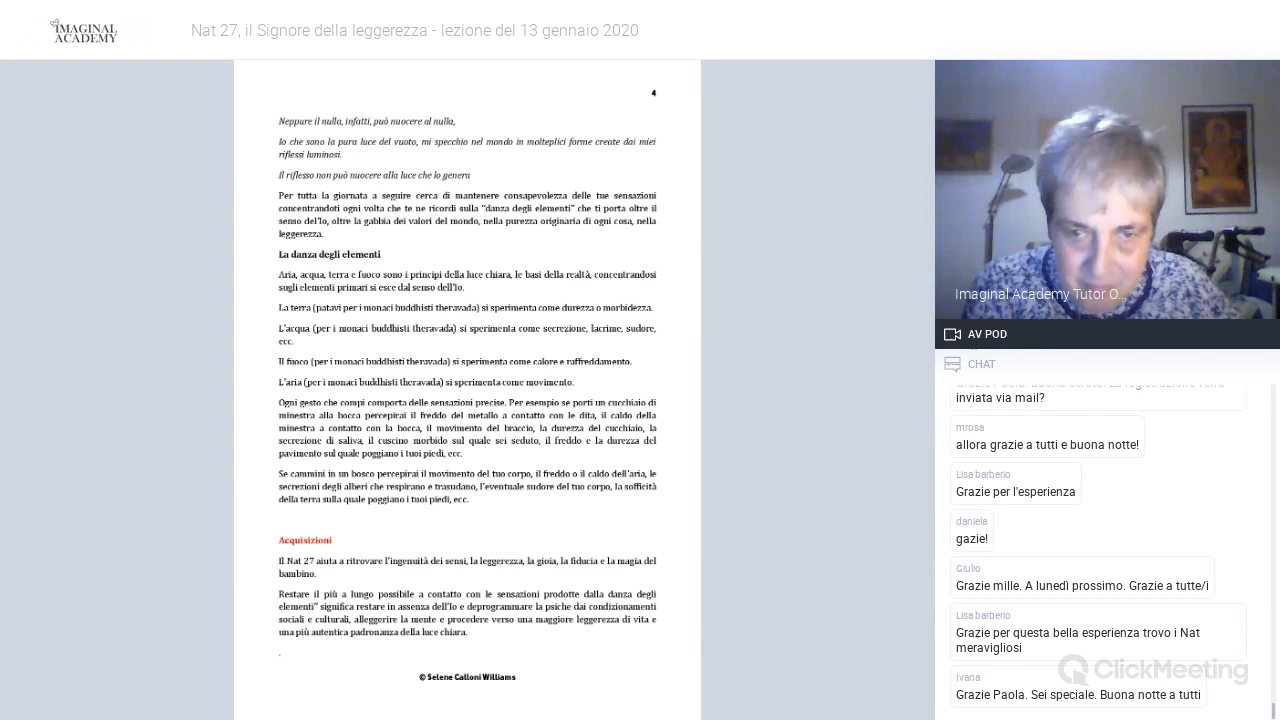 IMAGINAL
ACADEMY
Nat 27, il Signore della leggerezza - lezione del 13 gennaio 2020
4
Neppure il nulla, infatti, può nuocere al nulla,
Io che sono la pura luce del vuoto, mi specchio nel mondo in molteplici forme create dai miei
riflessi luminosi.
Il riflesso non può nuocere alla luce che lo genera
Per tutta la giornata a seguire cerca di mantenere consapevolezza delle tue sensazioni
concentrandoti ogni volta che te ne ricordi sulla “danza degli elementi” che ti porta oltre il
senso del’Io, oltre la gabbia dei valori del mondo, nella purezza originaria di ogni cosa, nella
leggerezza.
La danza degli elementi
Aria, acqua, terra e fuoco sono i principi della luce chiara, le basi della realtà, concentrandosi
sugli elementi primari si esce dal senso dell’Io.
La terra (patavi per i monaci buddhisti theravada) si sperimenta come durezza o morbidezza.
L’acqua (per i monaci buddhisti theravada) si sperimenta come secrezione, lacrime, sudore,
ecc.
Il fuoco (per i monaci buddhisti theravada) si sperimenta come calore e raffreddamento.
L’aria (per i monaci buddhisti theravada) si sperimenta come movimento.
Ogni gesto che compi comporta delle sensazioni precise. Per esempio se porti un cucchiaio di
minestra alla bocca percepirai il freddo del metallo a contatto con le dita, il caldo della
minestra a contatto con la bocca, il movimento del braccio, la durezza del cucchiaio, la
secrezione di saliva, il cuscino morbido sul quale sei seduto, il freddo e la durezza del
pavimento sul quale poggiano i tuoi piedi, ecc.
Se cammini in un bosco percepirai il movimento del tuo corpo, il freddo o il caldo dell’aria, le
secrezioni degli alberi che respirano e trasudano, l’eventuale sudore del tuo corpo, la sofficità
della terra sulla quale poggiano i tuoi piedi, ecc.
Acquisizioni
Il Nat 27 aiuta a ritrovare l’ingenuità dei sensi, la leggerezza, la gioia, la fiducia e la magia del
bambino.
Restare il più a lungo possibile a contatto con le sensazioni prodotte dalla danza degli
elementi” significa restare in assenza dell’Io e deprogrammare la psiche dai condizionamenti
sociali e culturali, alleggerire la mente e procedere verso una maggiore leggerezza di vita e
una più autentica padronanza della luce chiara.
.
© Selene Calloni Williams
Imaginal Academy Tutor O...
AV POD
CHAT
Grazie Paola. Buona serata. La registrazione verrà
inviata via mail?
mrosa
allora grazie a tutti e buona notte!
Lisa barberio
Grazie per l'esperienza
daniela
gazie!
Giulio
Grazie mille. A lunedì prossimo. Grazie a tutte/i
Lisa barberio
Grazie per questa bella esperienza trovo i Nat
meravigliosi
Ivana
Grazie Paola. Sei speciale. Buona notte a tutti
ClickMeeting